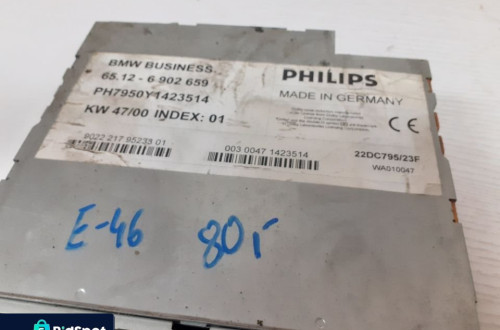 BMW BUSINESS
65.12 - 6 902 659
PH7950Y1423514
KW 47/00 INDEX: 01
PHILIPS
MADE IN GERMANY
CE
9022 217 95233 01
003 0047 1423514
22DC795/23F
WA010047
E-46 80r
BidSpot